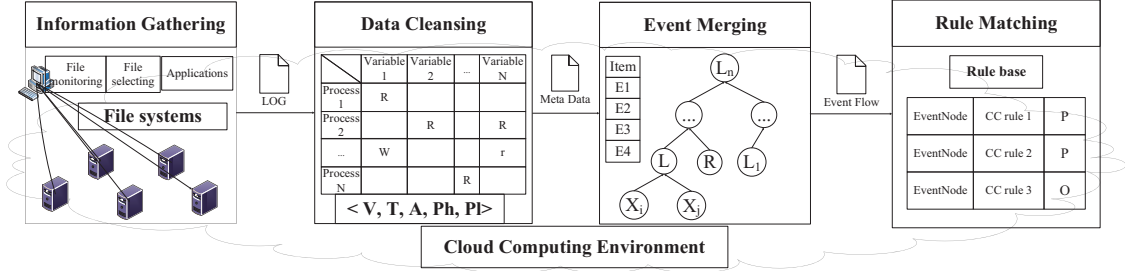 Information Gathering
File monitoring
File selecting
Applications
File systems
LOG
Data Cleansing
Variable 1
Variable 2
...
Variable N
Process 1
R
Process 2
R
R
...
W
r
Process N
R
< V, T, A, Ph, Pl>
Meta Data
Event Merging
Item
E1
E2
E3
E4
Ln
...
...
L
R
L1
Xi
Xj
Event Flow
Rule Matching
Rule base
EventNode CC rule 1 P
EventNode CC rule 2 P
EventNode CC rule 3 O
Cloud Computing Environment